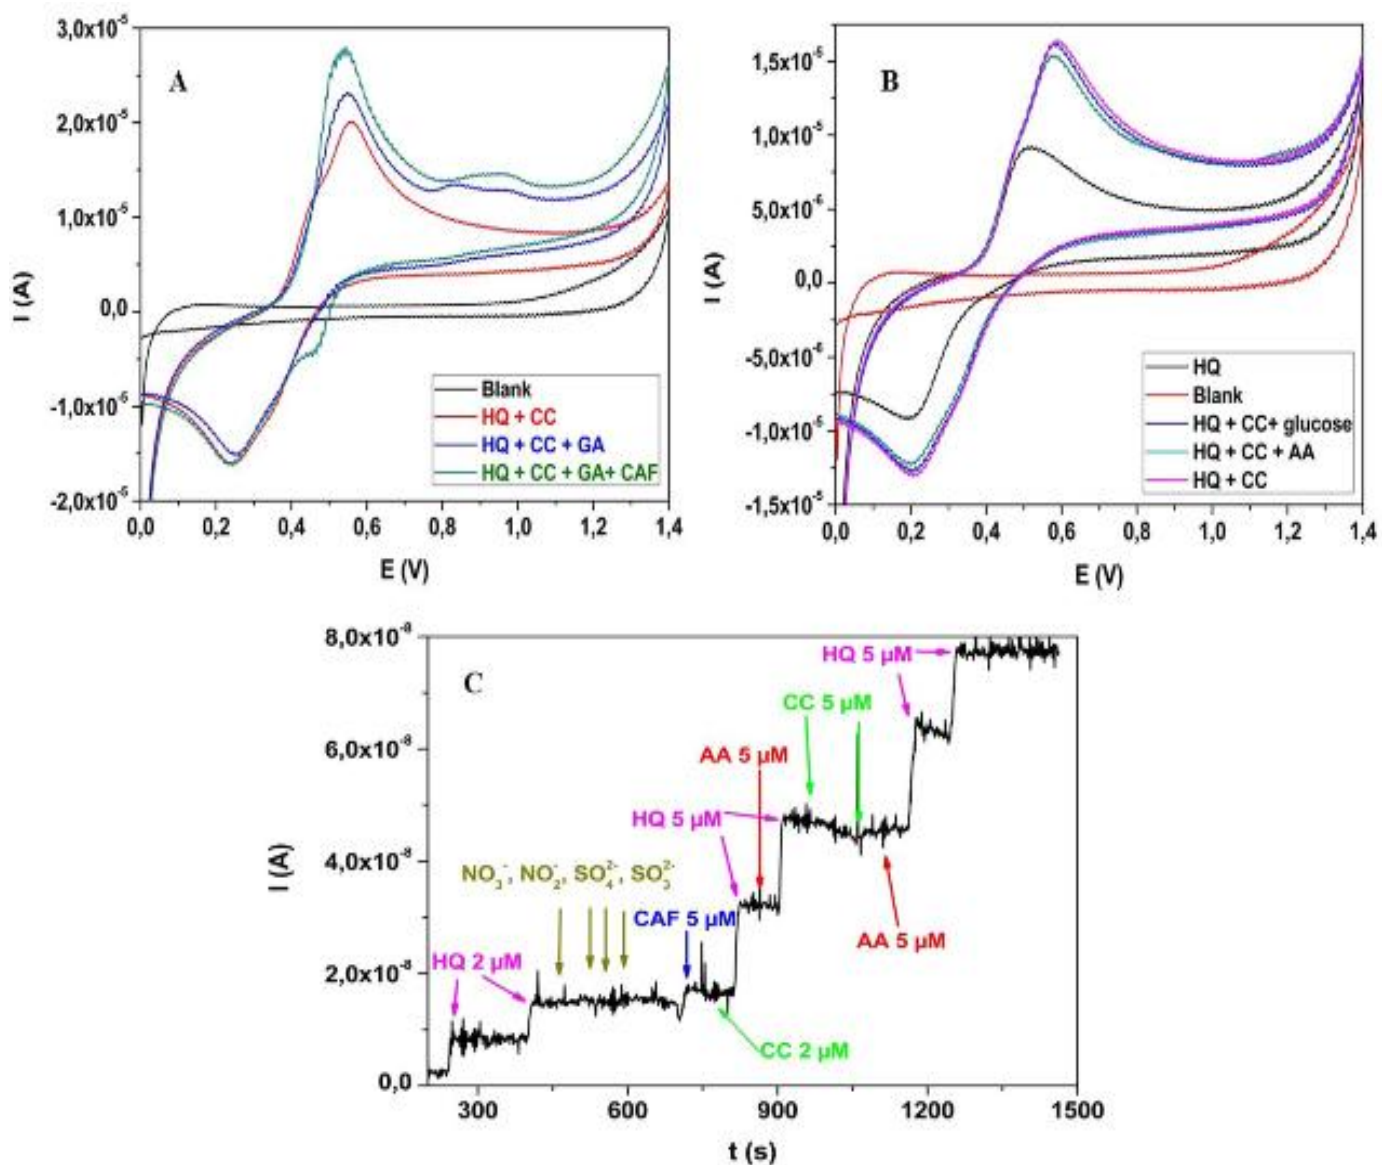 3,0x10⁻⁵
A
2,0x10⁻⁵
1,0x10⁻⁵
0,0
-1,0x10⁻⁵
-2,0x10⁻⁵
I (A)
Blank
HQ + CC
HQ + CC + GA
HQ + CC + GA+ CAF
0,0 0,2 0,4 0,6 0,8 1,0 1,2 1,4
E (V)
1,5x10⁻⁵
B
1,0x10⁻⁵
5,0x10⁻⁶
0,0
-5,0x10⁻⁶
-1,0x10⁻⁵
-1,5x10⁻⁵
I (A)
HQ
Blank
HQ + CC+ glucose
HQ + CC + AA
HQ + CC
0,0 0,2 0,4 0,6 0,8 1,0 1,2 1,4
E (V)
8,0x10⁻⁸
6,0x10⁻⁸
4,0x10⁻⁸
2,0x10⁻⁸
0,0
I (A)
C
HQ 5 µM
CC 5 µM
AA 5 µM
HQ 5 µM
NO₃⁻, NO₂⁻, SO₄²⁻, SO₃²⁻
CAF 5 µM
AA 5 µM
HQ 2 µM
CC 2 µM
300 600 900 1200 1500
t (s)